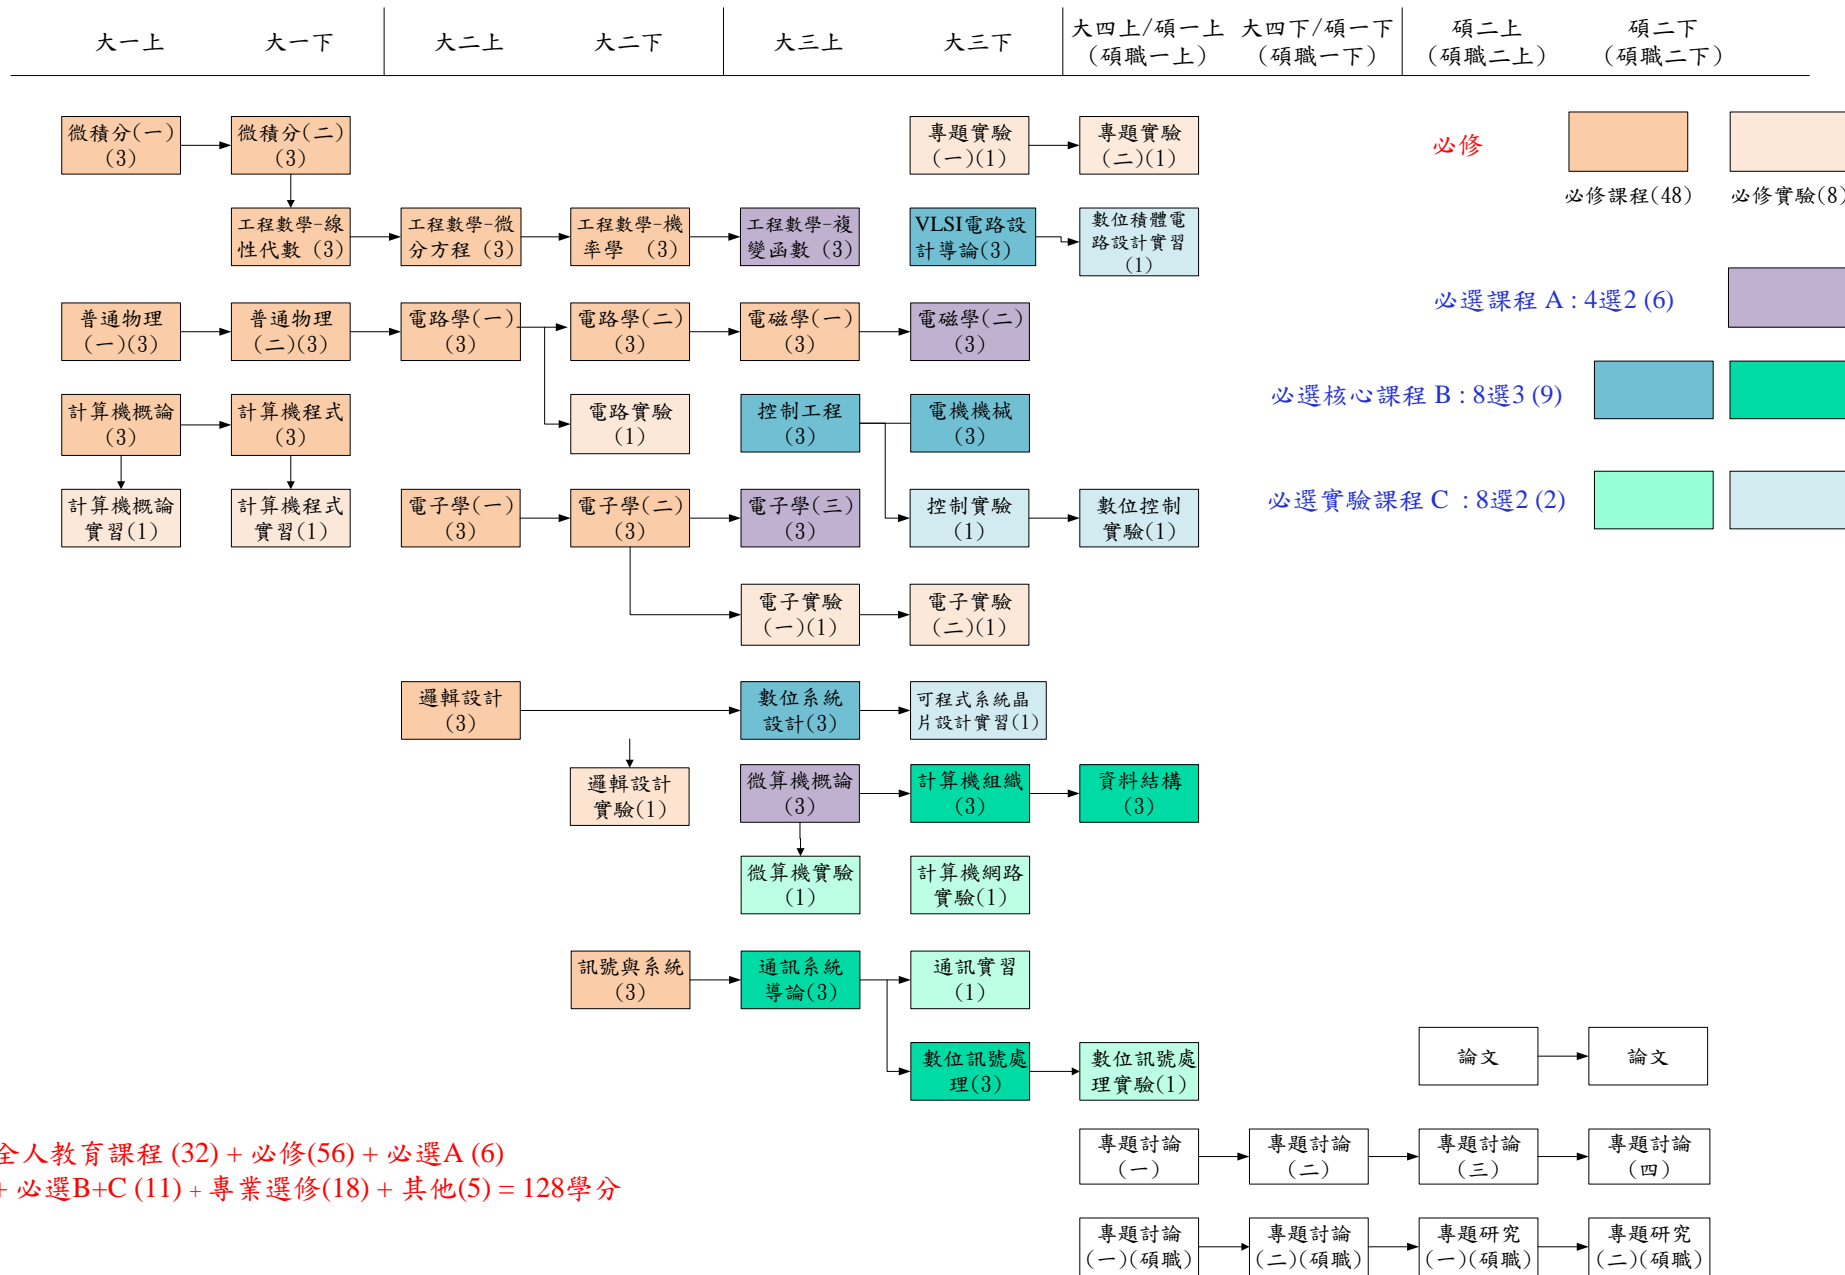 大一上
大一下
大二上
大二下
大三上
大三下
大四上/碩一上
(碩職一上)
大四下/碩一下
(碩職一下)
碩二上
(碩職二上)
碩二下
(碩職二下)
微積分(一)
(3)
微積分(二)
(3)
專題實驗
(一)(1)
專題實驗
(二)(1)
必修
必修課程(48)
必修實驗(8)
工程數學-線
性代數 (3)
工程數學-微
分方程 (3)
工程數學-機
率學 (3)
工程數學-複
變函數 (3)
VLSI電路設
計導論(3)
數位積體電
路設計實習
(1)
必選課程 A : 4選2 (6)
普通物理
(一)(3)
普通物理
(二)(3)
電路學(一)
(3)
電路學(二)
(3)
電磁學(一)
(3)
電磁學(二)
(3)
必選核心課程 B : 8選3 (9)
計算機概論
(3)
計算機程式
(3)
電路實驗
(1)
控制工程
(3)
電機機械
(3)
必選實驗課程 C : 8選2 (2)
計算機概論
實習(1)
計算機程式
實習(1)
電子學(一)
(3)
電子學(二)
(3)
電子學(三)
(3)
控制實驗
(1)
數位控制
實驗(1)
電子實驗
(一)(1)
電子實驗
(二)(1)
邏輯設計
(3)
數位系統
設計(3)
可程式系統晶
片設計實習(1)
邏輯設計
實驗(1)
微算機概論
(3)
計算機組織
(3)
資料結構
(3)
微算機實驗
(1)
計算機網路
實驗(1)
訊號與系統
(3)
通訊系統
導論(3)
通訊實習
(1)
數位訊號處
理(3)
數位訊號處
理實驗(1)
論文
論文
專題討論
(一)
專題討論
(二)
專題討論
(三)
專題討論
(四)
全人教育課程 (32) + 必修(56) + 必選A (6)
+ 必選B+C (11) + 專業選修(18) + 其他(5) = 128學分
專題討論
(一)(碩職)
專題討論
(二)(碩職)
專題研究
(一)(碩職)
專題研究
(二)(碩職)